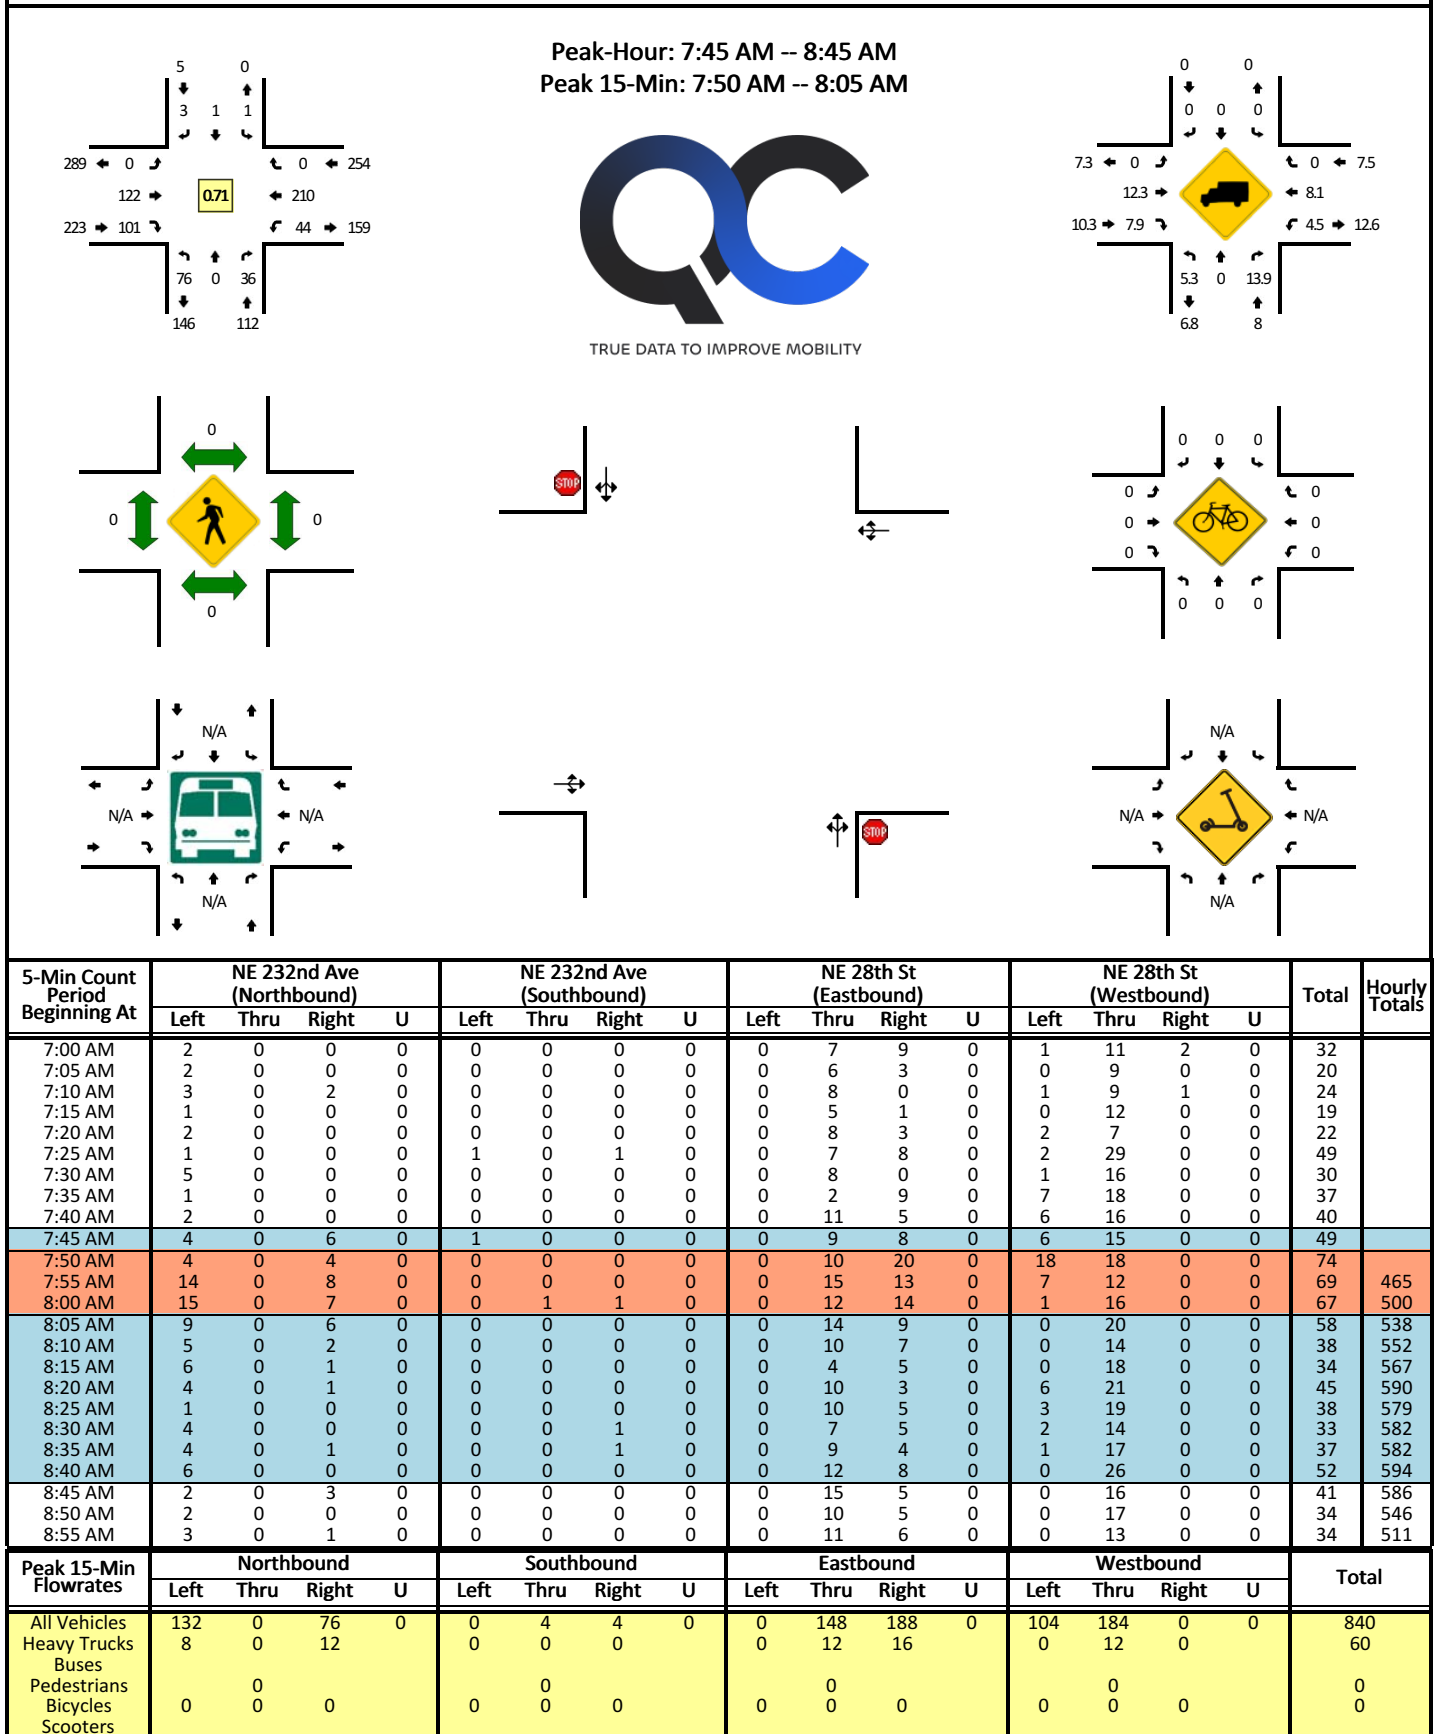 Peak-Hour: 7:45 AM -- 8:45 AM
Peak 15-Min: 7:50 AM -- 8:05 AM
5 0
3 1 1
289 0 0 254
122 0.71 210
223 101 44 159
76 0 36
146 112
TRUE DATA TO IMPROVE MOBILITY
0 0
0 0 0
7.3 0 0 7.5
12.3 8.1
10.3 7.9 4.5 12.6
5.3 0 13.9
6.8 8
0
0 0
0
STOP
0 0 0
0 0
0 0
0 0
0 0 0
N/A
N/A N/A
N/A
STOP
N/A
N/A N/A
N/A
5-Min Count Period Beginning At NE 232nd Ave (Northbound) NE 232nd Ave (Southbound) NE 28th St (Eastbound) NE 28th St (Westbound) Total Hourly Totals
Left Thru Right U Left Thru Right U Left Thru Right U Left Thru Right U
7:00 AM 2 0 0 0 0 0 0 0 0 7 9 0 1 11 2 0 32
7:05 AM 2 0 0 0 0 0 0 0 0 6 3 0 0 9 0 0 20
7:10 AM 3 0 2 0 0 0 0 0 0 8 0 0 1 9 1 0 24
7:15 AM 1 0 0 0 0 0 0 0 0 5 1 0 0 12 0 0 19
7:20 AM 2 0 0 0 0 0 0 0 0 8 3 0 2 7 0 0 22
7:25 AM 1 0 1 0 1 0 1 0 0 7 8 0 2 29 0 0 49
7:30 AM 5 0 0 0 0 0 0 0 0 8 0 0 1 16 0 0 30
7:35 AM 1 0 0 0 0 0 0 0 0 2 9 0 7 18 0 0 37
7:40 AM 2 0 0 0 0 0 0 0 0 11 5 0 6 16 0 0 40
7:45 AM 4 0 6 0 1 0 0 0 0 9 8 0 6 15 0 0 49
7:50 AM 4 0 4 0 0 0 0 0 0 10 20 0 18 18 0 0 74
7:55 AM 14 0 8 0 0 0 0 0 0 15 13 0 7 12 0 0 69 465
8:00 AM 15 0 7 0 0 1 1 0 0 12 14 0 1 16 0 0 67 500
8:05 AM 9 0 6 0 0 0 0 0 0 14 9 0 0 20 0 0 58 538
8:10 AM 5 0 2 0 0 0 0 0 0 10 7 0 0 14 0 0 38 552
8:15 AM 6 0 1 0 0 0 0 0 0 4 5 0 0 18 0 0 34 567
8:20 AM 4 0 1 0 0 0 0 0 0 10 3 0 6 21 0 0 45 590
8:25 AM 1 0 0 0 0 0 0 0 0 10 5 0 3 19 0 0 38 579
8:30 AM 4 0 0 0 0 0 1 0 0 7 5 0 2 14 0 0 33 582
8:35 AM 4 0 1 0 0 0 1 0 0 9 4 0 1 17 0 0 37 582
8:40 AM 6 0 0 0 0 0 0 0 0 12 8 0 0 26 0 0 52 594
8:45 AM 2 0 3 0 0 0 0 0 0 15 5 0 0 16 0 0 41 586
8:50 AM 2 0 0 0 0 0 0 0 0 10 5 0 0 17 0 0 34 546
8:55 AM 3 0 1 0 0 0 0 0 0 11 6 0 0 13 0 0 34 511
Peak 15-Min Flowrates Northbound Southbound Eastbound Westbound Total
Left Thru Right U Left Thru Right U Left Thru Right U Left Thru Right U
All Vehicles 132 0 76 0 0 4 4 0 0 148 188 0 104 184 0 0 840
Heavy Trucks 8 0 12 0 0 0 0 12 16 0 12 0 60
Buses
Pedestrians 0 0 0 0 0
Bicycles 0 0 0 0 0 0 0 0 0 0 0 0 0
Scooters